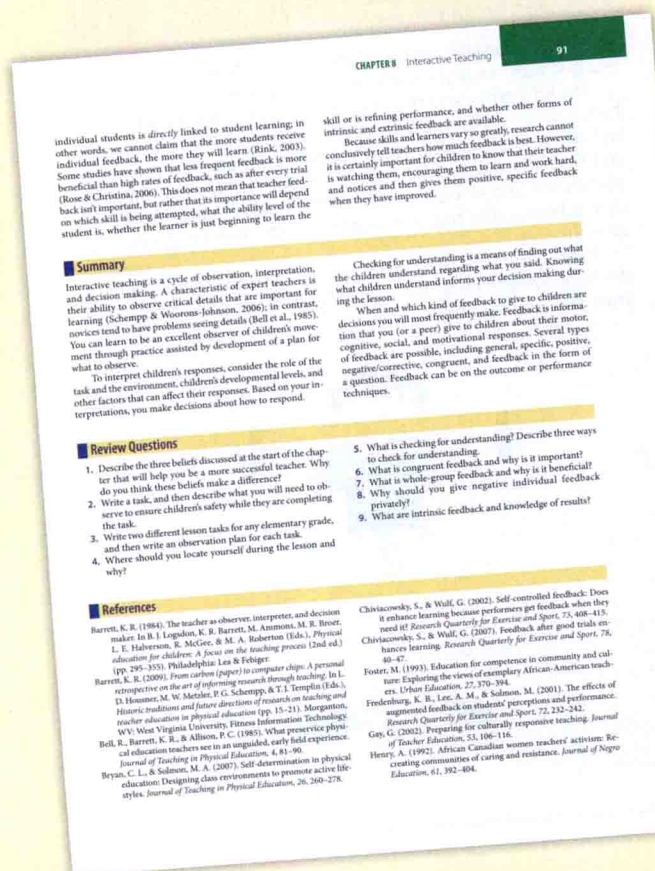 CHAPTER 8 Interactive Teaching 91
individual students is directly linked to student learning; in
other words, we cannot claim that the more students receive
individual feedback, the more they will learn (Rink, 2003).
Some studies have shown that less frequent feedback is more
beneficial than high rates of feedback, such as after every trial
(Rose & Christina, 2006). This does not mean that teacher feed-
back isn't important, but rather that its importance will depend
on which skill is being attempted, what the ability level of the
student is, whether the learner is just beginning to learn the
skill or is refining performance, and whether other forms of
intrinsic and extrinsic feedback are available.
Because skills and learners vary so greatly, research cannot
conclusively tell teachers how much feedback is best. However,
it is certainly important for children to know that their teacher
is watching them, encouraging them to learn and work hard,
and notices and then gives them positive, specific feedback
when they have improved.
Summary
Interactive teaching is a cycle of observation, interpretation,
and decision making. A characteristic of expert teachers is
their ability to observe critical details that are important for
learning (Schempp & Woorons-Johnson, 2006); in contrast,
novices tend to have problems seeing details (Bell et al., 1985).
You can learn to be an excellent observer of children's move-
ment through practice assisted by development of a plan for
what to observe.
To interpret children's responses, consider the role of the
task and the environment, children's developmental levels, and
other factors that can affect their responses. Based on your in-
terpretations, you make decisions about how to respond.
Checking for understanding is a means of finding out what
the children understand regarding what you said. Knowing
what children understand informs your decision making dur-
ing the lesson.
When and which kind of feedback to give to children are
decisions you will most frequently make. Feedback is informa-
tion that you (or a peer) give to children about their motor,
cognitive, social, and motivational responses. Several types
of feedback are possible, including general, specific, positive,
negative/corrective, congruent, and feedback in the form of
a question. Feedback can be on the outcome or performance
techniques.
Review Questions
1. Describe the three beliefs discussed at the start of the chap-
ter that will help you be a more successful teacher. Why
do you think these beliefs make a difference?
2. Write a task, and then describe what you will need to ob-
serve to ensure children's safety while they are completing
the task.
3. Write two different lesson tasks for any elementary grade,
and then write an observation plan for each task.
4. Where should you locate yourself during the lesson and
why?
5. What is checking for understanding? Describe three ways
to check for understanding.
6. What is congruent feedback and why is it important?
7. What is whole-group feedback and why is it beneficial?
8. Why should you give negative individual feedback
privately?
9. What are intrinsic feedback and knowledge of results?
References
Barrett, K. R. (1984). The teacher as observer, interpreter, and decision
maker. In B. J. Logsdon, K. R. Barrett, M. Ammons, M. R. Broer,
L. E. Halverson, R. McGee, & M. A. Roberton (Eds.), Physical
education for children: A focus on the teaching process (2nd ed.)
(pp. 295–355). Philadelphia: Lea & Febiger.
Barrett, K. R. (2009). From carbon (paper) to computer chips: A personal
retrospective on the art of informing research through teaching. In L.
D. Housner, M. W. Metzler, P. G. Schempp, & T. J. Templin (Eds.),
Historic traditions and future directions of research on teaching and
teacher education in physical education (pp. 15–21). Morganton,
WV: West Virginia University, Fitness Information Technology.
Bell, R., Barrett, K. R., & Allison, P. C. (1985). What preservice physi-
cal education teachers see in an unguided, early field experience.
Journal of Teaching in Physical Education, 4, 81–90.
Bryan, C. L., & Solmon, M. A. (2007). Self-determination in physical
education: Designing class environments to promote active life-
styles. Journal of Teaching in Physical Education, 26, 260–278.
Chiviacowsky, S., & Wulf, G. (2002). Self-controlled feedback: Does
it enhance learning because performers get feedback when they
need it? Research Quarterly for Exercise and Sport, 73, 408–415.
Chiviacowsky, S., & Wulf, G. (2007). Feedback after good trials en-
hances learning. Research Quarterly for Exercise and Sport, 78,
40–47.
Foster, M. (1993). Education for competence in community and cul-
ture: Exploring the views of exemplary African-American teach-
ers. Urban Education, 27, 370–394.
Fredenburg, K. B., Lee, A. M., & Solmon, M. (2001). The effects of
augmented feedback on students' perceptions and performance.
Research Quarterly for Exercise and Sport, 72, 232–242.
Gay, G. (2002). Preparing for culturally responsive teaching. Journal
of Teacher Education, 53, 106–116.
Henry, A. (1992). African Canadian women teachers' activism: Re-
creating communities of caring and resistance. Journal of Negro
Education, 61, 392–404.